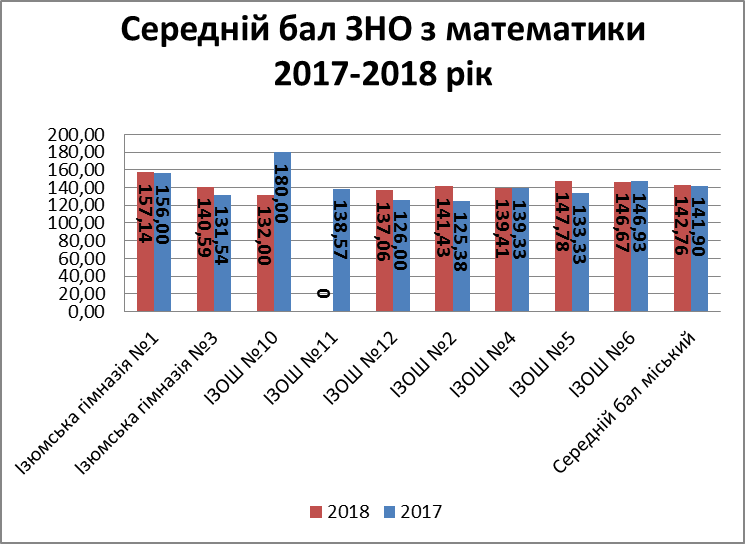 Середній бал ЗНО з математики
2017-2018 рік
200,00
180,00
160,00
140,00
120,00
100,00
80,00
60,00
40,00
20,00
0,00
157,14
156,00
140,59
131,54
132,00
180,00
0
138,57
137,06
126,00
141,43
125,38
139,41
139,33
147,78
133,33
146,67
146,93
142,76
141,90
Ізюмська гімназія №1
Ізюмська гімназія №3
ІЗОШ №10
ІЗОШ №11
ІЗОШ №12
ІЗОШ №2
ІЗОШ №4
ІЗОШ №5
ІЗОШ №6
Середній бал міський
2018
2017